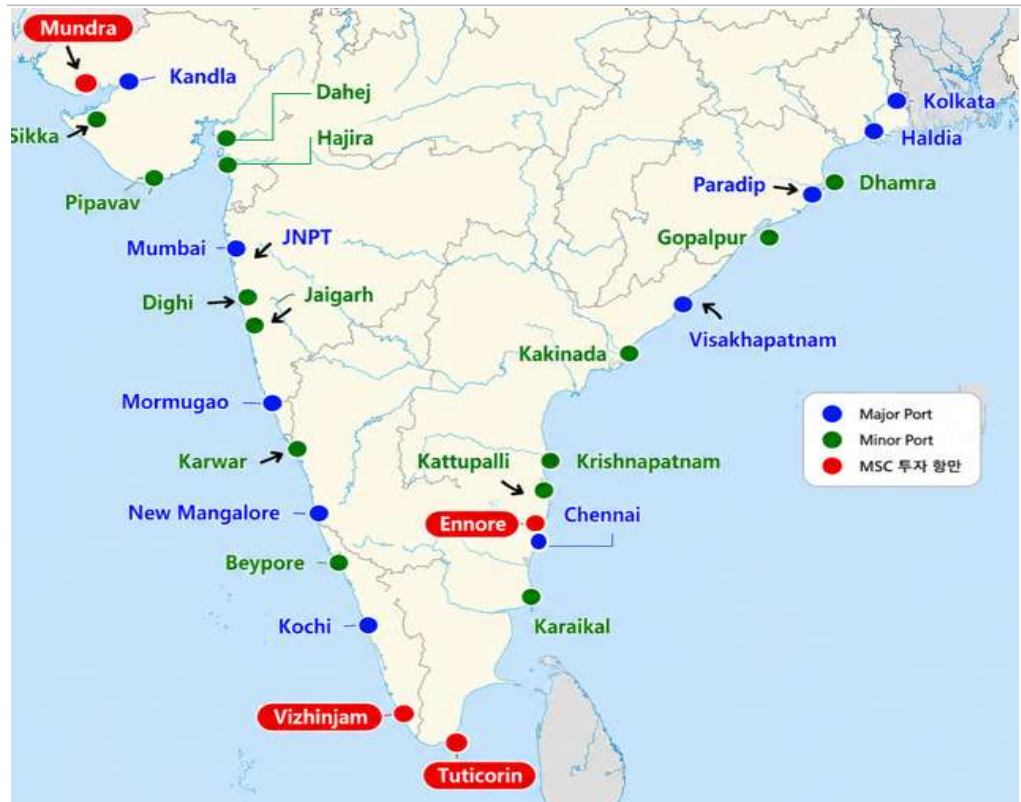 Mundra
Kandla
Dahej
Kolkata
Sikka
Hajira
Haldia
Paradip
Dhamra
Pipavav
Gopalpur
Mumbai
JNPT
Dighi
Jaigarh
Visakhapatnam
Kakinada
Mormugao
Major Port
Minor Port
MSC 투자 항만
Karwar
Kattupalli
Krishnapatnam
New Mangalore
Ennore
Chennai
Beypore
Kochi
Karaikal
Vizhinjam
Tuticorin